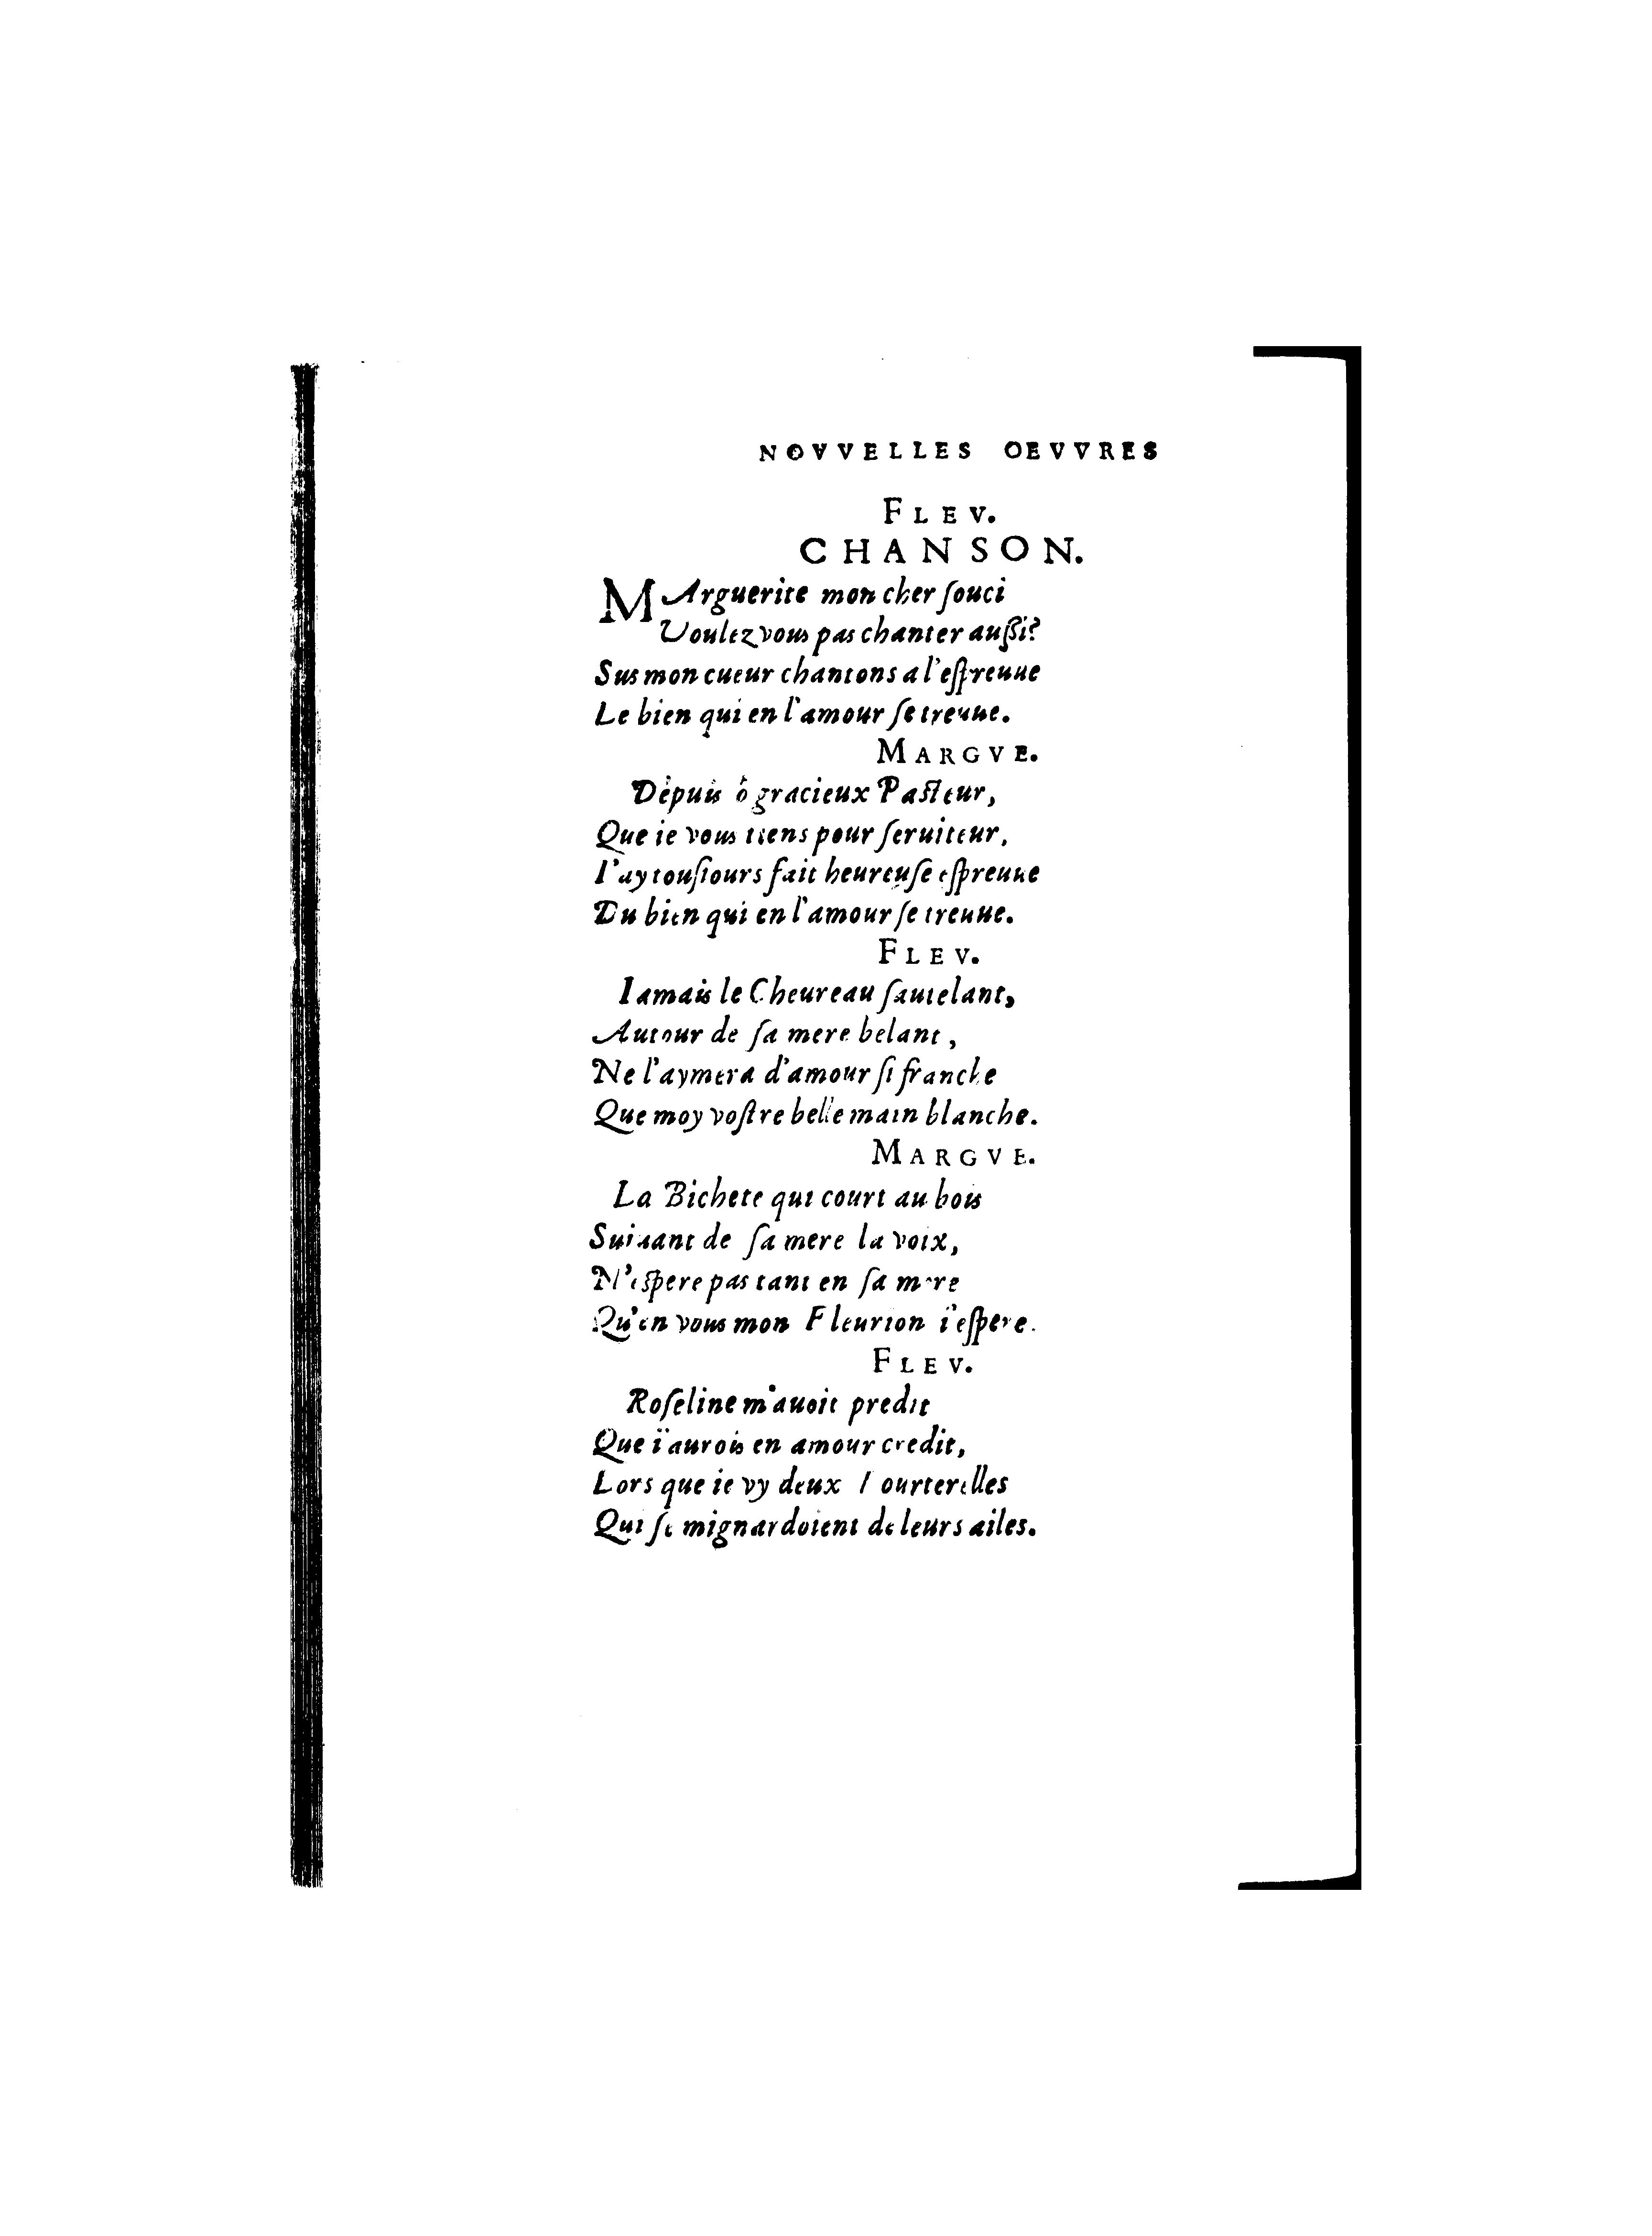 NOVVELLES OEVVRES
FLEV.
CHANSON.
MArguerite mon cher ſouci
Voulez vous pas chanter auſsi?
Sus mon cueur chantons a l'eſpreuue
Le bien qui en l'amour ſe treuue.
MARGVE.
Dépuis ô gracieux Paſteur,
Que ie vous tiens pour ſeruiteur,
I'ay touſiours fait heureuſe eſpreuue
Du bien qui en l'amour ſe treuue.
FLEV.
Iamais le Cheureau ſautelant,
Autour de ſa mere belant,
Ne l'aymera d'amour ſi franche
Que moy voſtre belle main blanche.
MARGVE.
La Bichete qui court au bois
Suiuant de ſa mere la voix,
N'eſpere pas tant en ſa mere
Qu'en vous mon Fleurion i'eſpere.
FLEV.
Roſeline m'auoit predit
Que i'aurois en amour credit,
Lors que ie vy deux Tourterelles
Qui ſe mignardoient de leurs ailes.